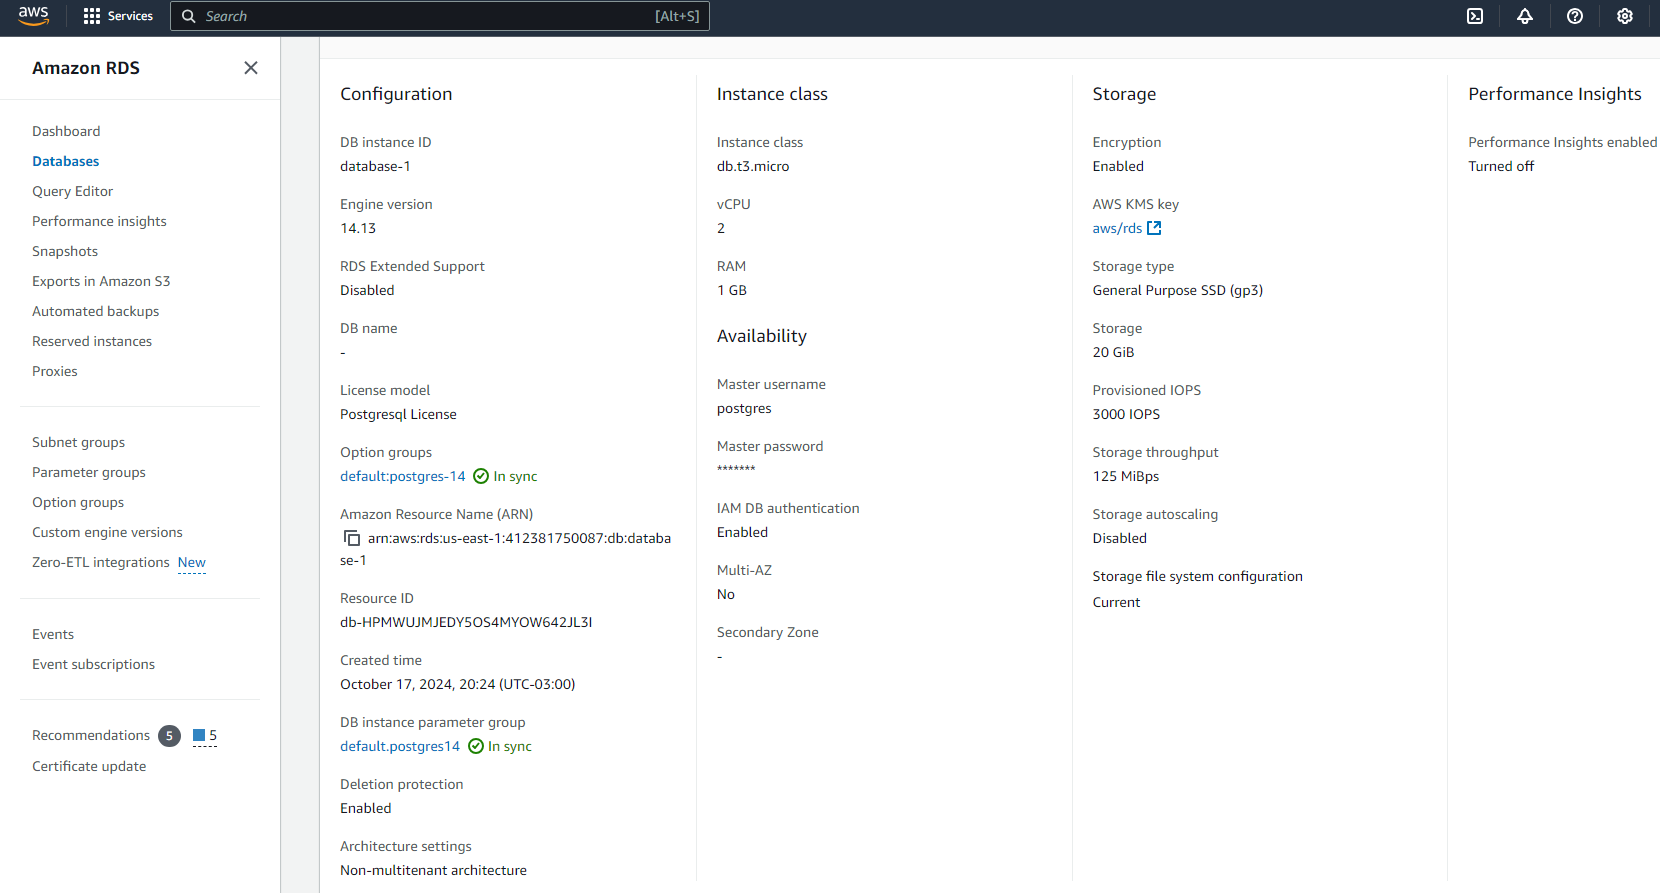 aws
Services
Search
[Alt+S]
Amazon RDS
Dashboard
Databases
Query Editor
Performance insights
Snapshots
Exports in Amazon S3
Automated backups
Reserved instances
Proxies
Subnet groups
Parameter groups
Option groups
Custom engine versions
Zero-ETL integrations New
Events
Event subscriptions
Recommendations 5 5
Certificate update
Configuration
DB instance ID
database-1
Engine version
14.13
RDS Extended Support
Disabled
DB name
-
License model
Postgresql License
Option groups
default:postgres-14 In sync
Amazon Resource Name (ARN)
arn:aws:rds:us-east-1:412381750087:db:databa
se-1
Resource ID
db-HPMWUJMJEDY5OS4MYOW642JL3I
Created time
October 17, 2024, 20:24 (UTC-03:00)
DB instance parameter group
default.postgres14 In sync
Deletion protection
Enabled
Architecture settings
Non-multitenant architecture
Instance class
Instance class
db.t3.micro
vCPU
2
RAM
1 GB
Availability
Master username
postgres
Master password
*******
IAM DB authentication
Enabled
Multi-AZ
No
Secondary Zone
-
Storage
Encryption
Enabled
AWS KMS key
aws/rds
Storage type
General Purpose SSD (gp3)
Storage
20 GiB
Provisioned IOPS
3000 IOPS
Storage throughput
125 MiBps
Storage autoscaling
Disabled
Storage file system configuration
Current
Performance Insights
Performance Insights enabled
Turned off